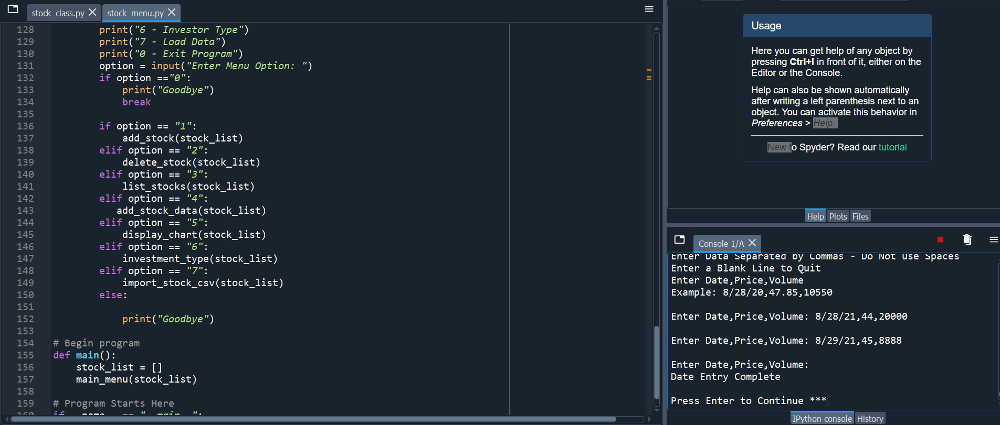 stock_class.py
stock_menu.py
128 print("6 - Investor Type")
129 print("7 - Load Data")
130 print("0 - Exit Program")
131 option = input("Enter Menu Option: ")
132 if option =="0":
133 print("Goodbye")
134 break
135
136 if option == "1":
137 add_stock(stock_list)
138 elif option == "2":
139 delete_stock(stock_list)
140 elif option == "3":
141 list_stocks(stock_list)
142 elif option == "4":
143 add_stock_data(stock_list)
144 elif option == "5":
145 display_chart(stock_list)
146 elif option == "6":
147 investment_type(stock_list)
148 elif option == "7":
149 import_stock_csv(stock_list)
150 else:
151
152 print("Goodbye")
153
154 # Begin program
155 def main():
156 stock_list = []
157 main_menu(stock_list)
158
159 # Program Starts Here
160 if __name__ == "__main__":
Usage
Here you can get help of any object by
pressing Ctrl+I in front of it, either on the
Editor or the Console.
Help can also be shown automatically
after writing a left parenthesis next to an
object. You can activate this behavior in
Preferences > Help.
New to Spyder? Read our tutorial
Help Plots Files
Console 1/A
Enter Data Separated by Commas - Do Not use Spaces
Enter a Blank Line to Quit
Enter Date,Price,Volume
Example: 8/28/20,47.85,10550
Enter Date,Price,Volume: 8/28/21,44,20000
Enter Date,Price,Volume: 8/29/21,45,8888
Enter Date,Price,Volume:
Date Entry Complete
Press Enter to Continue ***
IPython console History